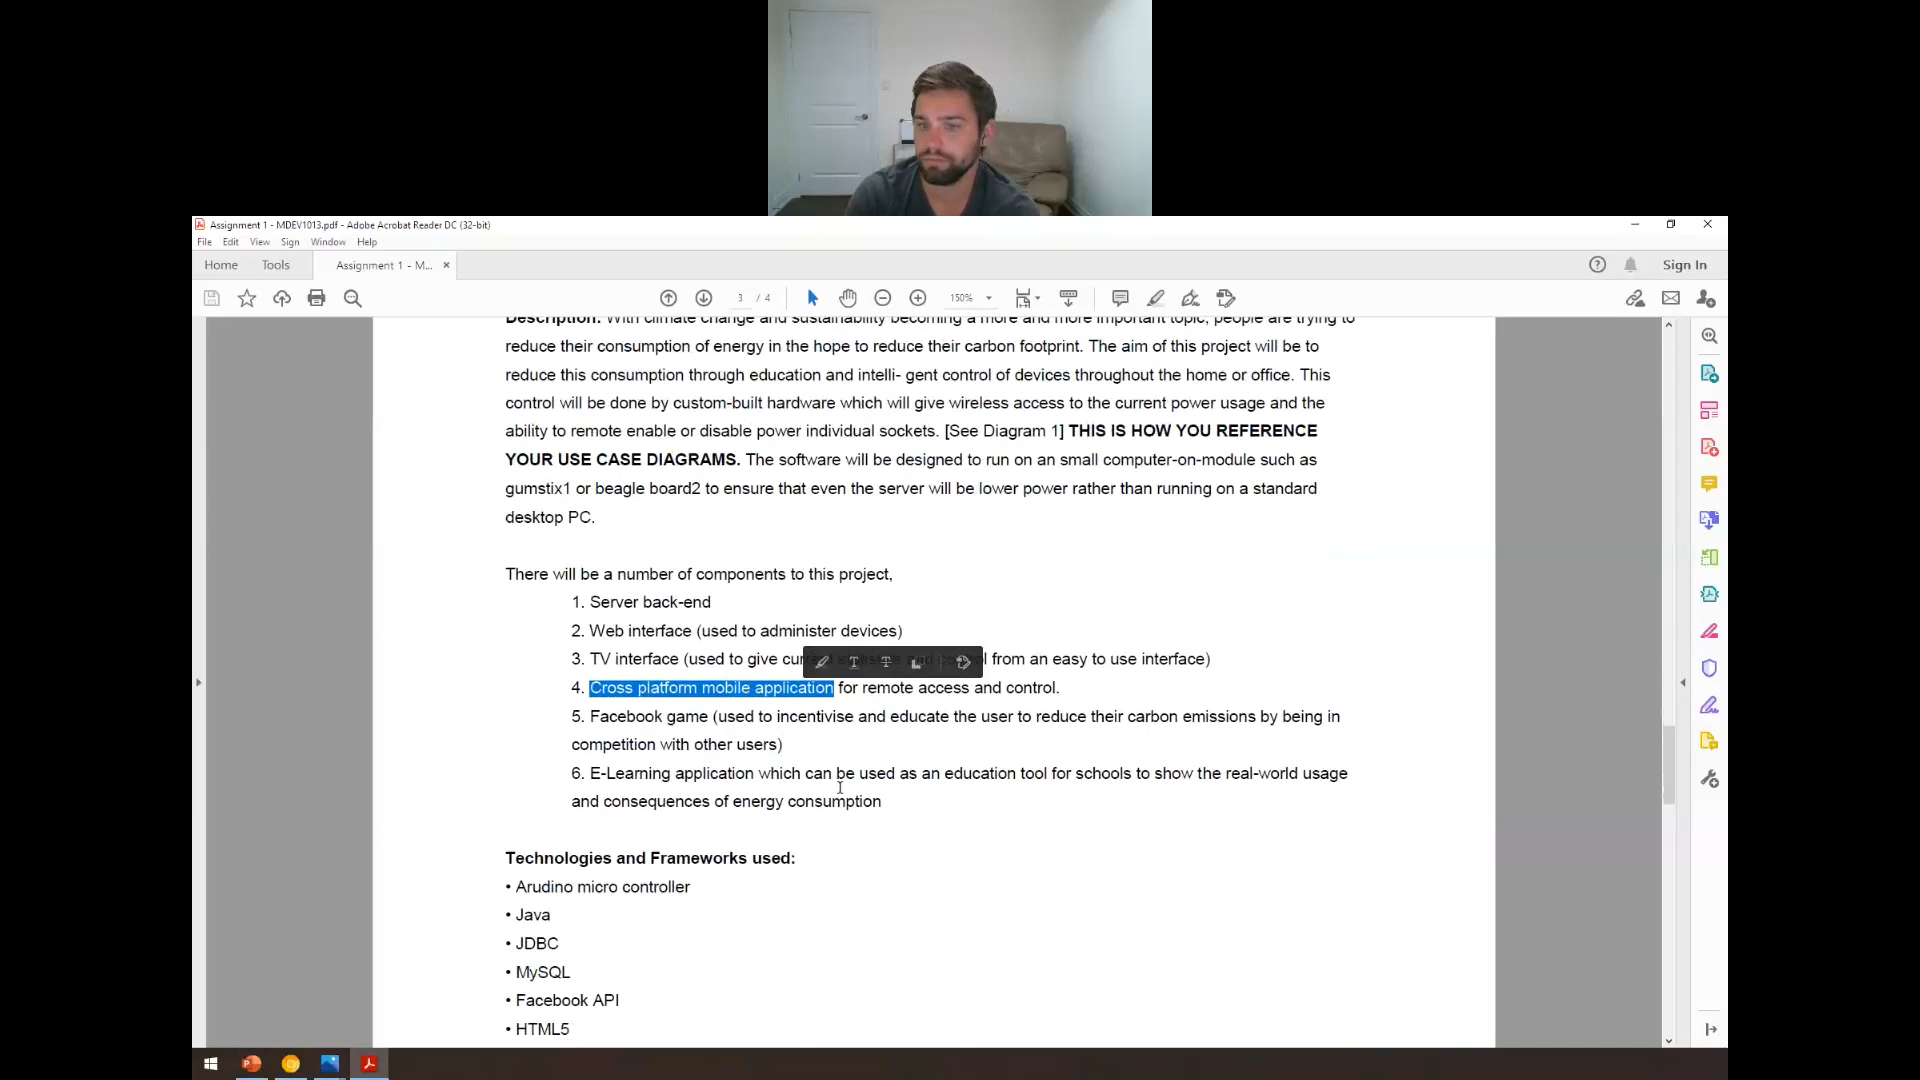 Assignment 1 - MDEV1013.pdf - Adobe Acrobat Reader DC (32-bit)
File Edit View Sign Window Help
Home Tools Assignment 1 - M... × Sign In
3 / 4 150%
Description: With climate change and sustainability becoming a more and more important topic, people are trying to
reduce their consumption of energy in the hope to reduce their carbon footprint. The aim of this project will be to
reduce this consumption through education and intelli- gent control of devices throughout the home or office. This
control will be done by custom-built hardware which will give wireless access to the current power usage and the
ability to remote enable or disable power individual sockets. [See Diagram 1] THIS IS HOW YOU REFERENCE
YOUR USE CASE DIAGRAMS. The software will be designed to run on an small computer-on-module such as
gumstix1 or beagle board2 to ensure that even the server will be lower power rather than running on a standard
desktop PC.
There will be a number of components to this project,
1. Server back-end
2. Web interface (used to administer devices)
3. TV interface (used to give from an easy to use interface)
4. Cross platform mobile application for remote access and control.
5. Facebook game (used to incentivise and educate the user to reduce their carbon emissions by being in
competition with other users)
6. E-Learning application which can be used as an education tool for schools to show the real-world usage
and consequences of energy consumption
Technologies and Frameworks used:
• Arudino micro controller
• Java
• JDBC
• MySQL
• Facebook API
• HTML5